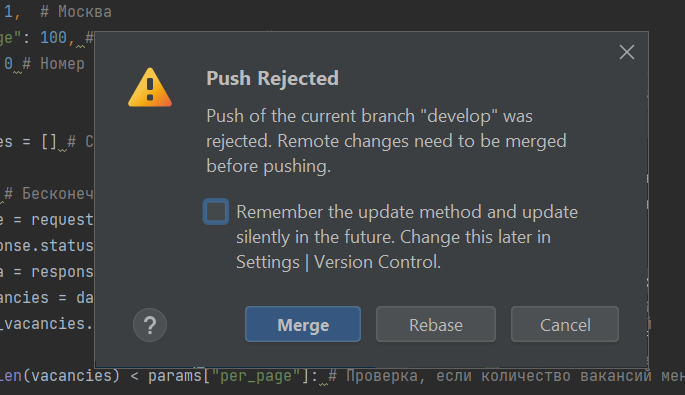 1, # Москва
ge": 100, #
0 # Номер
Push Rejected
Push of the current branch "develop" was
rejected. Remote changes need to be merged
before pushing.
es = [] # С
# Бесконеч
Remember the update method and update
silently in the future. Change this later in
Settings | Version Control.
e = request
onse.status
a = respons
ancies = da
_vacancies.
?
Merge
Rebase
Cancel
len(vacancies) < params["per_page"]: # Проверка, если количество вакансий мен